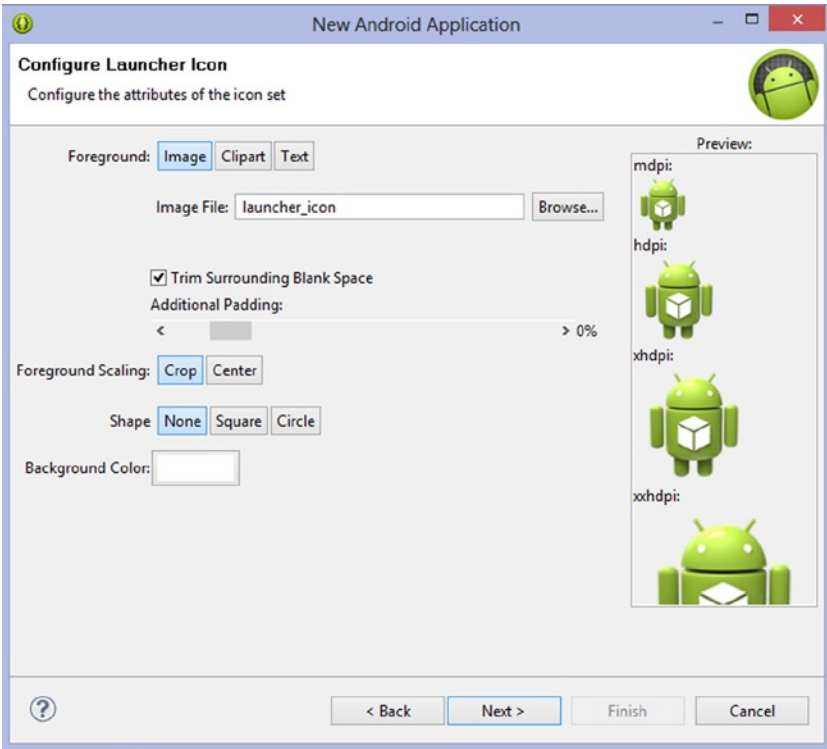 New Android Application
Configure Launcher Icon
Configure the attributes of the icon set
Foreground: Image Clipart Text
Image File: launcher_icon Browse...
Trim Surrounding Blank Space
Additional Padding:
< > 0%
Foreground Scaling: Crop Center
Shape None Square Circle
Background Color:
Preview:
mdpi:
hdpi:
xhdpi:
xxhdpi:
? < Back Next > Finish Cancel